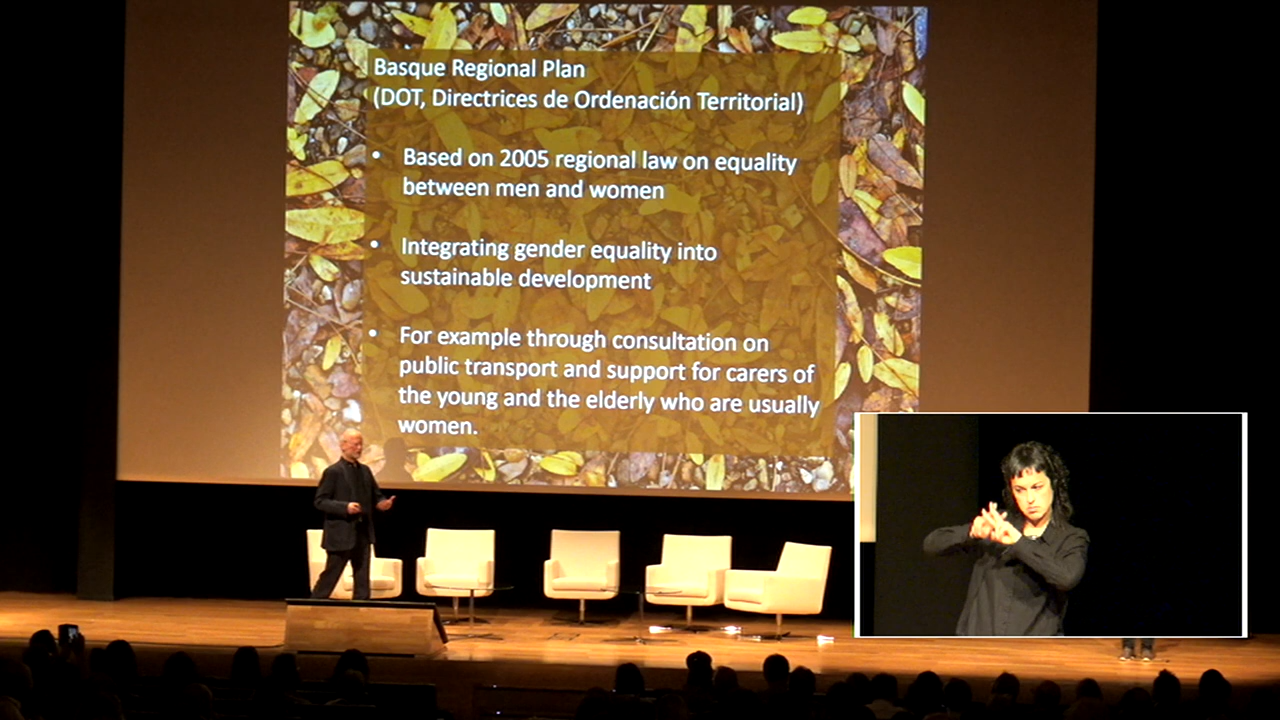 Basque Regional Plan
(DOT, Directrices de Ordenación Territorial)
• Based on 2005 regional law on equality
between men and women
• Integrating gender equality into
sustainable development
• For example through consultation on
public transport and support for carers of
the young and the elderly who are usually
women.